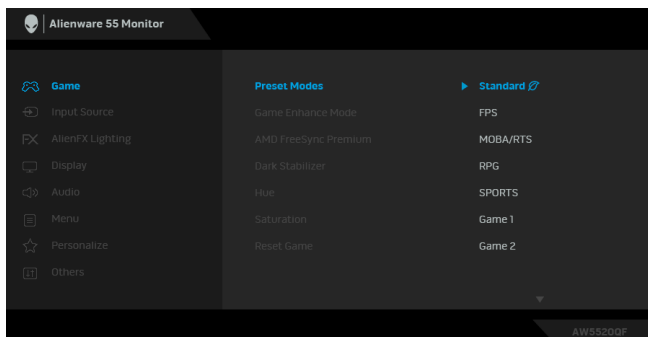 Alienware 55 Monitor
Game Preset Modes Standard
Input Source Game Enhance Mode FPS
FX AlienFX Lighting AMD FreeSync Premium MOBA/RTS
Display Dark Stabilizer RPG
Audio Hue SPORTS
Menu Saturation Game 1
Personalize Reset Game Game 2
Others
AW5520QF